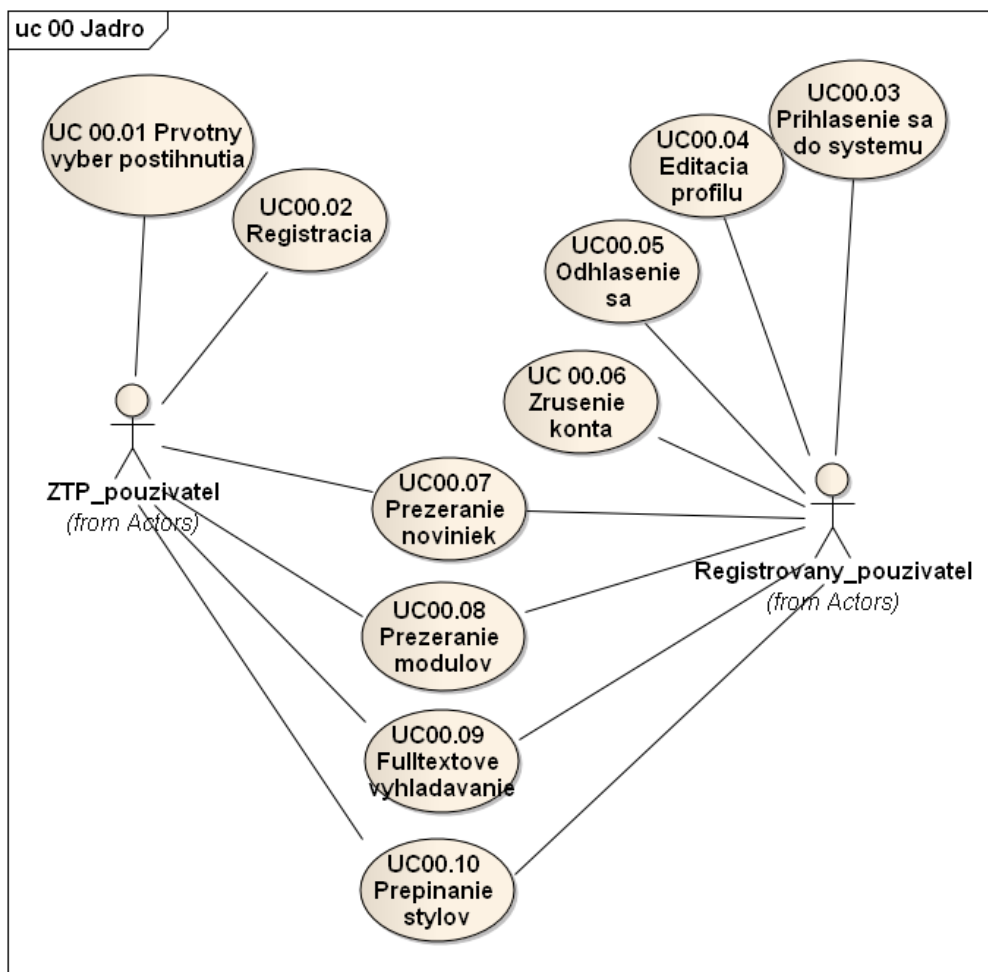 uc 00 Jadro
UC 00.01 Prvotny
vyber postihnutia
UC00.02
Registracia
UC00.03
Prihlasenie sa
do systemu
UC00.04
Editacia
profilu
UC00.05
Odhlasenie
sa
UC 00.06
Zrusenie
konta
ZTP_pouzivatel
(from Actors)
UC00.07
Prezeranie
noviniek
Registrovany_pouzivatel
(from Actors)
UC00.08
Prezeranie
modulov
UC00.09
Fulltextove
vyhladavanie
UC00.10
Prepinanie
stylov